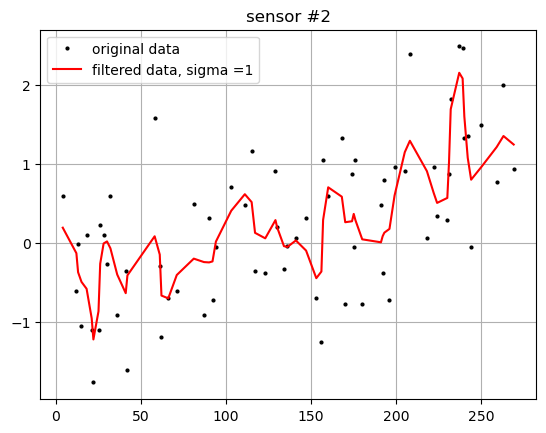 sensor #2
original data
filtered data, sigma =1
2
1
0
−1
0 50 100 150 200 250